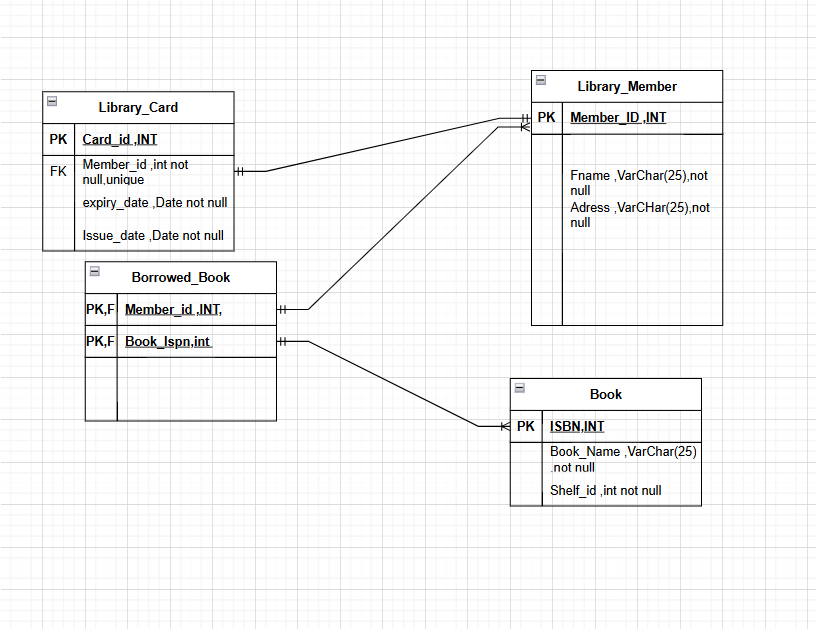 Library_Card
PK Card_id ,INT
FK Member_id ,int not
null,unique
expiry_date ,Date not null
Issue_date ,Date not null
Library_Member
PK Member_ID ,INT
Fname ,VarChar(25),not
null
Adress ,VarCHar(25),not
null
Borrowed_Book
PK,F Member_id ,INT,
PK,F Book_Ispn,int
Book
PK ISBN,INT
Book_Name ,VarChar(25)
,not null
Shelf_id ,int not null